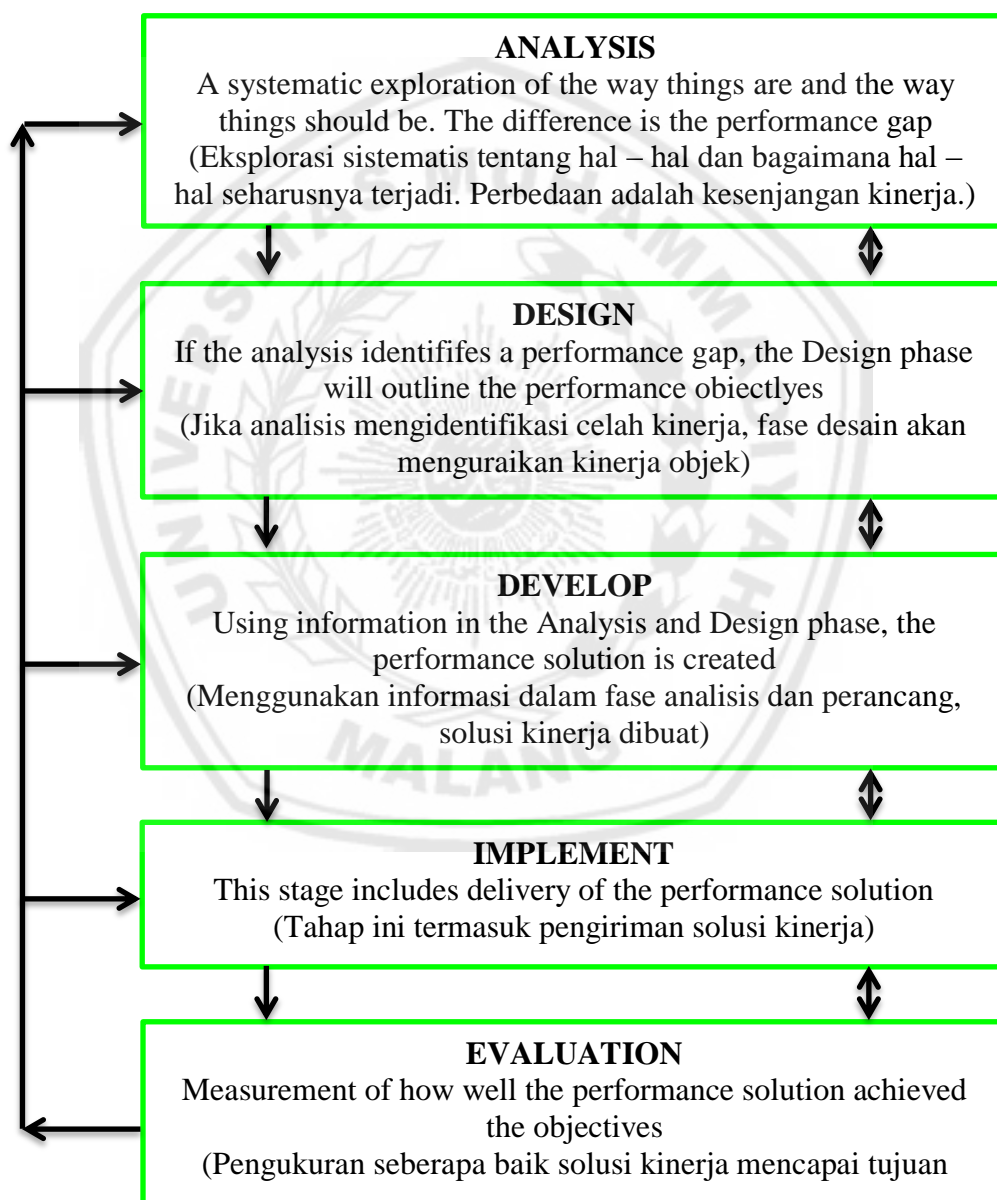 ANALYSIS
A systematic exploration of the way things are and the way
things should be. The difference is the performance gap
(Eksplorasi sistematis tentang hal – hal dan bagaimana hal –
hal seharusnya terjadi. Perbedaan adalah kesenjangan kinerja.)
DESIGN
If the analysis identififes a performance gap, the Design phase
will outline the performance obiectlyes
(Jika analisis mengidentifikasi celah kinerja, fase desain akan
menguraikan kinerja objek)
DEVELOP
Using information in the Analysis and Design phase, the
performance solution is created
(Menggunakan informasi dalam fase analisis dan perancang,
solusi kinerja dibuat)
IMPLEMENT
This stage includes delivery of the performance solution
(Tahap ini termasuk pengiriman solusi kinerja)
EVALUATION
Measurement of how well the performance solution achieved
the objectives
(Pengukuran seberapa baik solusi kinerja mencapai tujuan
UNIVERSITAS MUHAMMADIYAH
MALANG